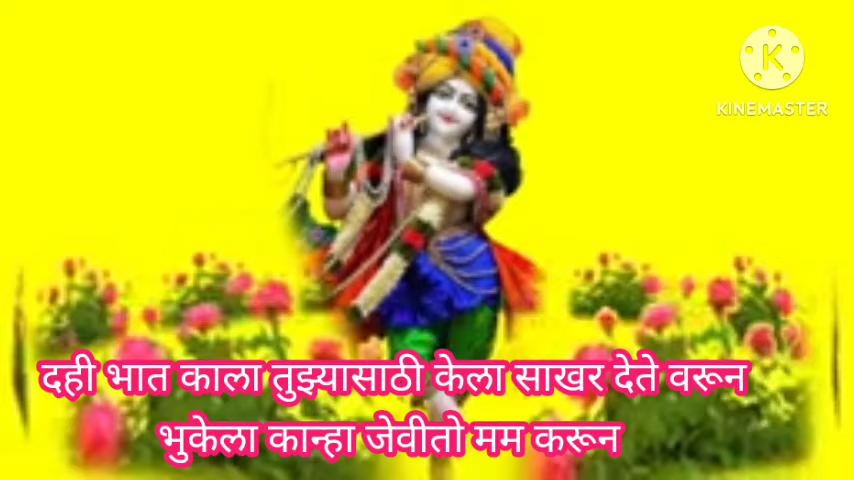 KINEMASTER
दही भात काला तुझ्यासाठी केला साखर देते वरून
भुकेला कान्हा जेवीतो मम करून